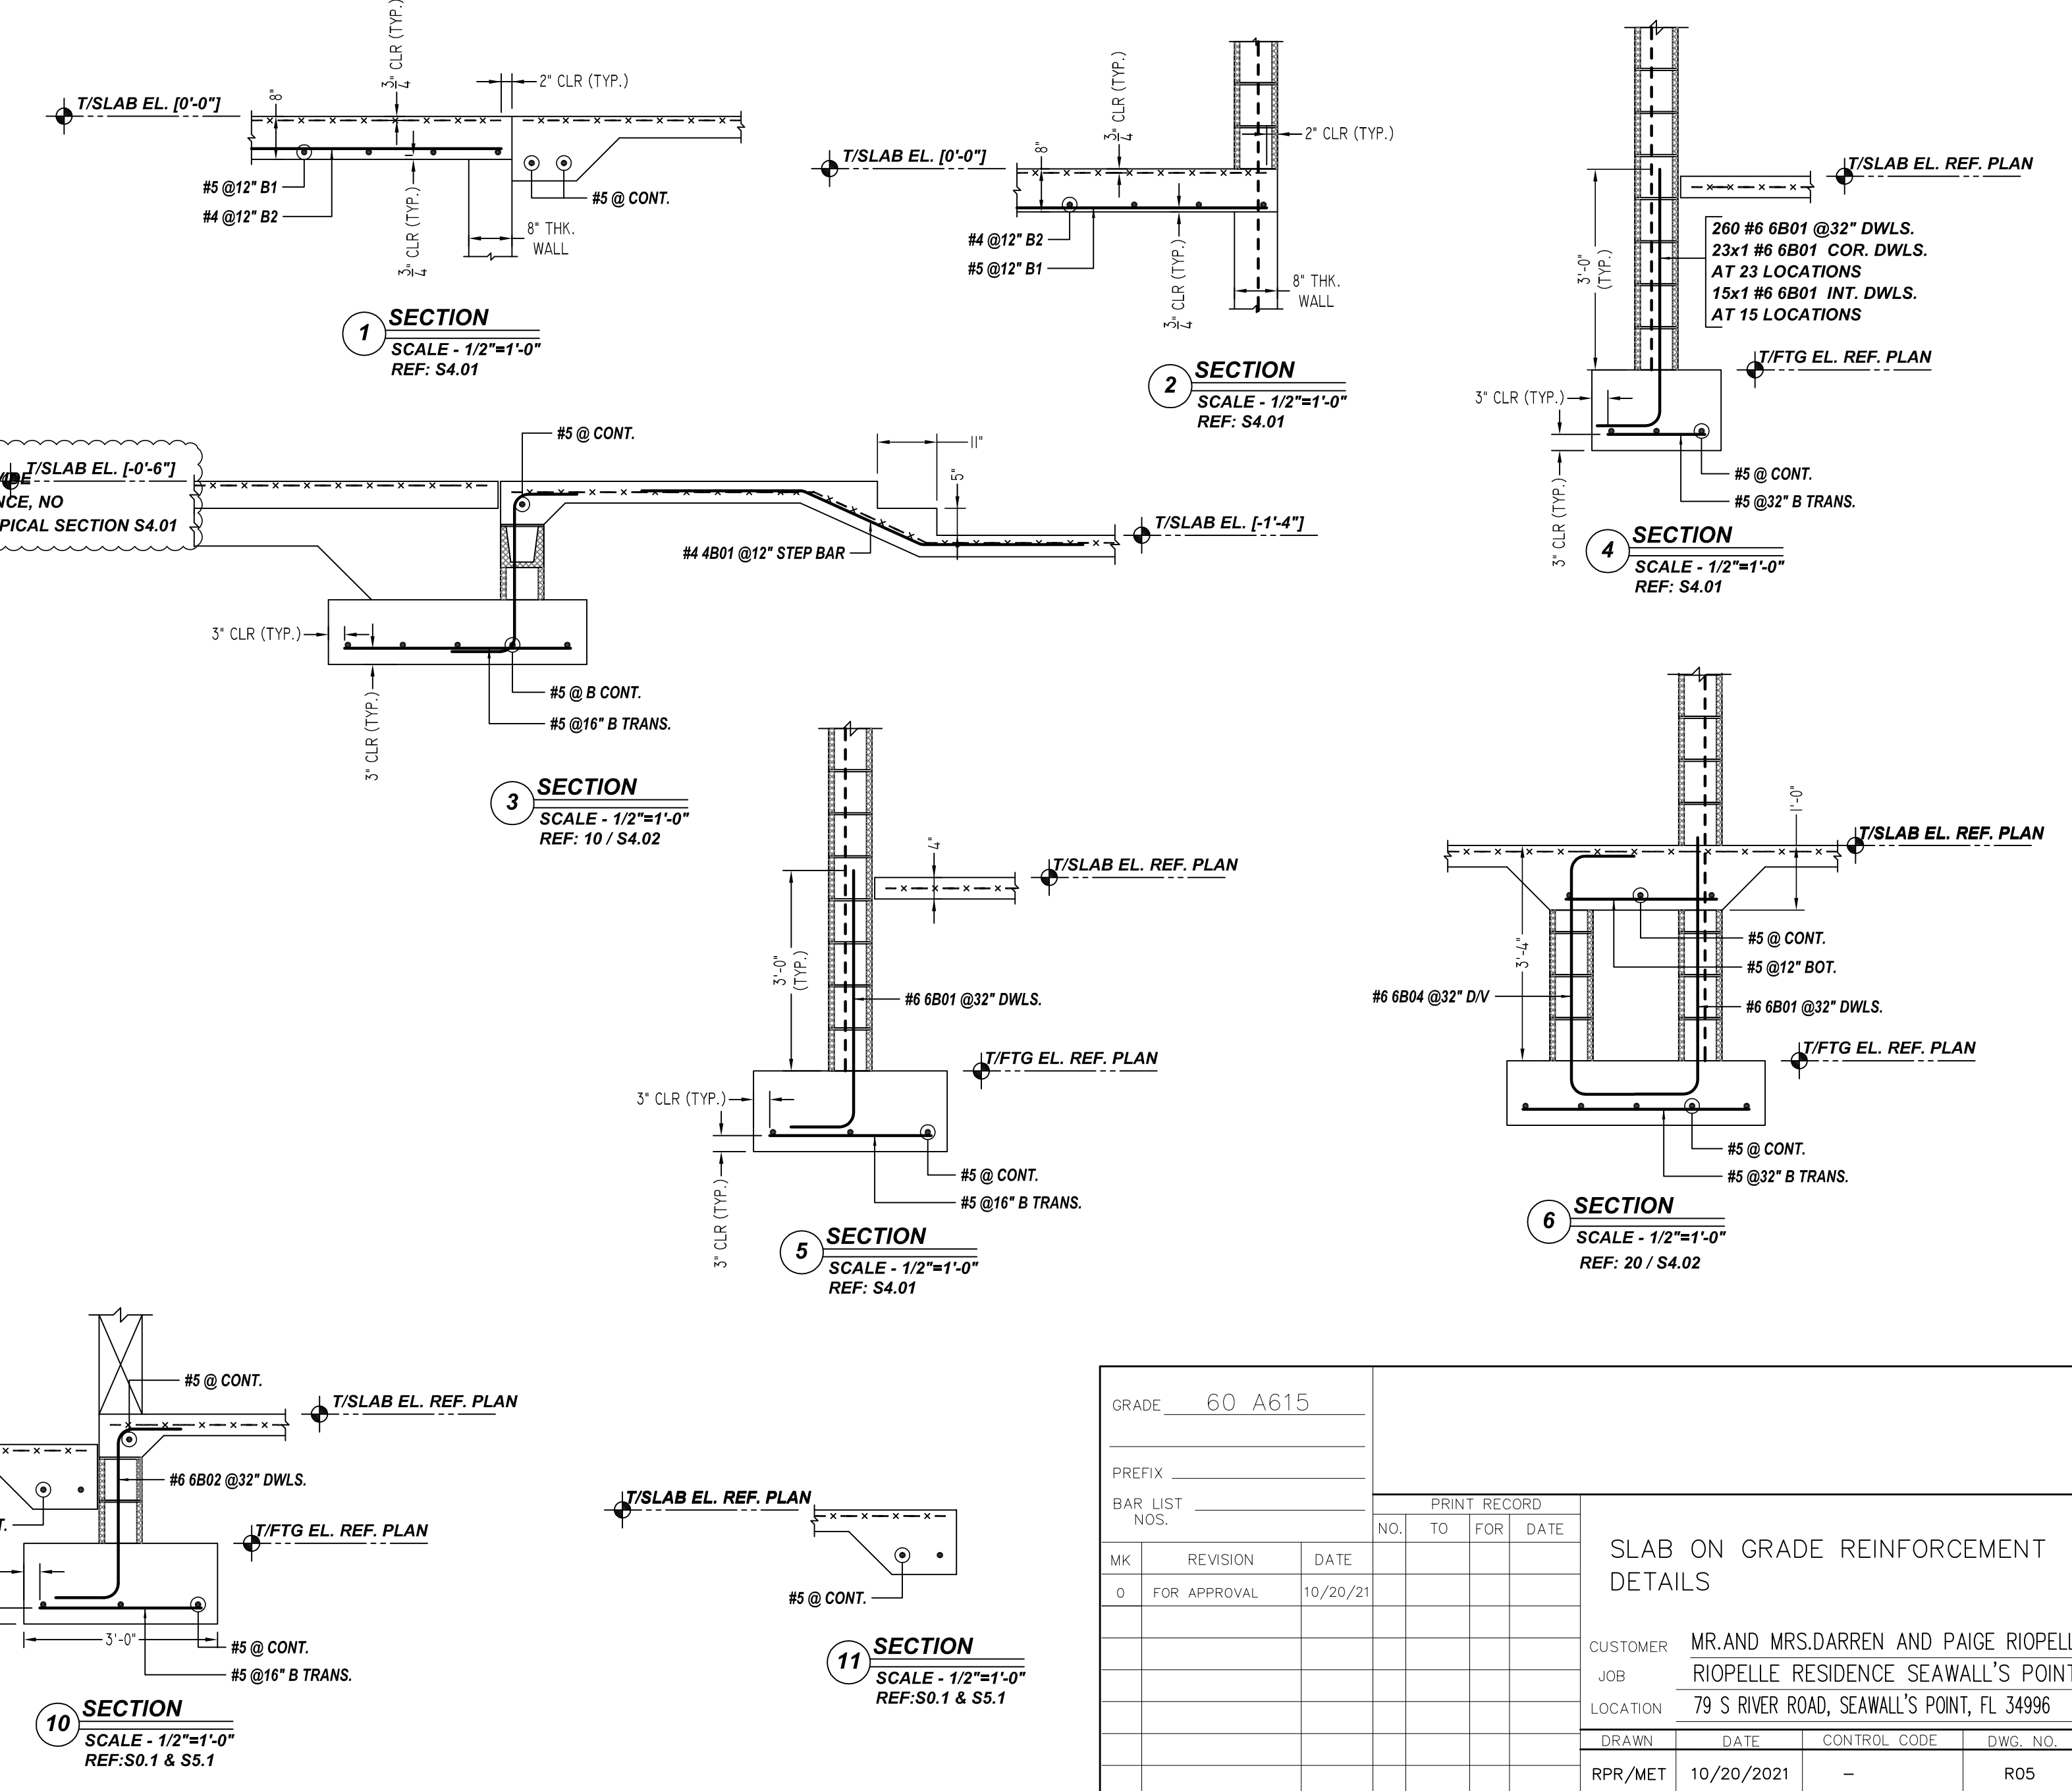 3/4" CLR (TYP.)
2" CLR (TYP.)
T/SLAB EL. [0'-0"]
8"
#5 @12" B1
#4 @12" B2
3/4" CLR (TYP.)
#5 @ CONT.
8" THK.
WALL
1
SECTION
SCALE - 1/2"=1'-0"
REF: S4.01
3/4" CLR (TYP.)
2" CLR (TYP.)
T/SLAB EL. [0'-0"]
8"
#4 @12" B2
#5 @12" B1
3/4" CLR (TYP.)
8" THK.
WALL
2
SECTION
SCALE - 1/2"=1'-0"
REF: S4.01
T/SLAB EL. REF. PLAN
3'-0"
(TYP.)
260 #6 6B01 @32" DWLS.
23x1 #6 6B01 COR. DWLS.
AT 23 LOCATIONS
15x1 #6 6B01 INT. DWLS.
AT 15 LOCATIONS
T/FTG EL. REF. PLAN
3" CLR (TYP.)
3" CLR (TYP.)
#5 @ CONT.
#5 @32" B TRANS.
4
SECTION
SCALE - 1/2"=1'-0"
REF: S4.01
T/SLAB EL. [-0'-6"]
NCE, NO
PICAL SECTION S4.01
#5 @ CONT.
11"
5"
T/SLAB EL. [-1'-4"]
#4 4B01 @12" STEP BAR
3" CLR (TYP.)
3" CLR (TYP.)
#5 @ B CONT.
#5 @16" B TRANS.
3
SECTION
SCALE - 1/2"=1'-0"
REF: 10 / S4.02
4"
T/SLAB EL. REF. PLAN
3'-0"
(TYP.)
#6 6B01 @32" DWLS.
T/FTG EL. REF. PLAN
3" CLR (TYP.)
3" CLR (TYP.)
#5 @ CONT.
#5 @16" B TRANS.
5
SECTION
SCALE - 1/2"=1'-0"
REF: S4.01
1'-0"
T/SLAB EL. REF. PLAN
3'-4"
#5 @ CONT.
#5 @12" BOT.
#6 6B04 @32" D/V
#6 6B01 @32" DWLS.
T/FTG EL. REF. PLAN
#5 @ CONT.
#5 @32" B TRANS.
6
SECTION
SCALE - 1/2"=1'-0"
REF: 20 / S4.02
#5 @ CONT.
T/SLAB EL. REF. PLAN
#6 6B02 @32" DWLS.
T.
T/FTG EL. REF. PLAN
3'-0"
#5 @ CONT.
#5 @16" B TRANS.
10
SECTION
SCALE - 1/2"=1'-0"
REF:S0.1 & S5.1
T/SLAB EL. REF. PLAN
#5 @ CONT.
11
SECTION
SCALE - 1/2"=1'-0"
REF:S0.1 & S5.1
GRADE 60 A615
PREFIX
BAR LIST
NOS.
PRINT RECORD
NO. TO FOR DATE
MK REVISION DATE
0 FOR APPROVAL 10/20/21
SLAB ON GRADE REINFORCEMENT
DETAILS
CUSTOMER MR.AND MRS.DARREN AND PAIGE RIOPELL
JOB RIOPELLE RESIDENCE SEAWALL'S POINT
LOCATION 79 S RIVER ROAD, SEAWALL'S POINT, FL 34996
DRAWN DATE CONTROL CODE DWG. NO.
RPR/MET 10/20/2021 – R05